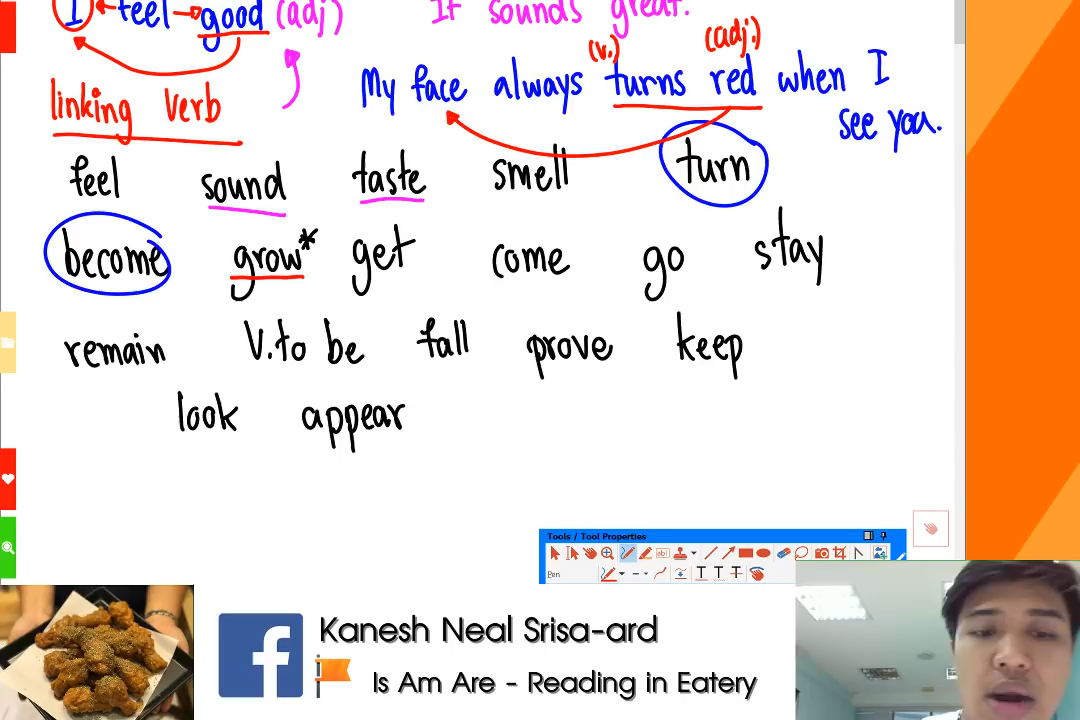 I feel good (adj) It sounds great.
(v.) (adj.)
My face always turns red when I
see you.
linking verb
feel sound taste smell turn
become grow* get come go stay
remain V. to be fall prove keep
look appear
Tools / Tool Properties
Pen
Kanesh Neal Srisa-ard
Is Am Are - Reading in Eatery